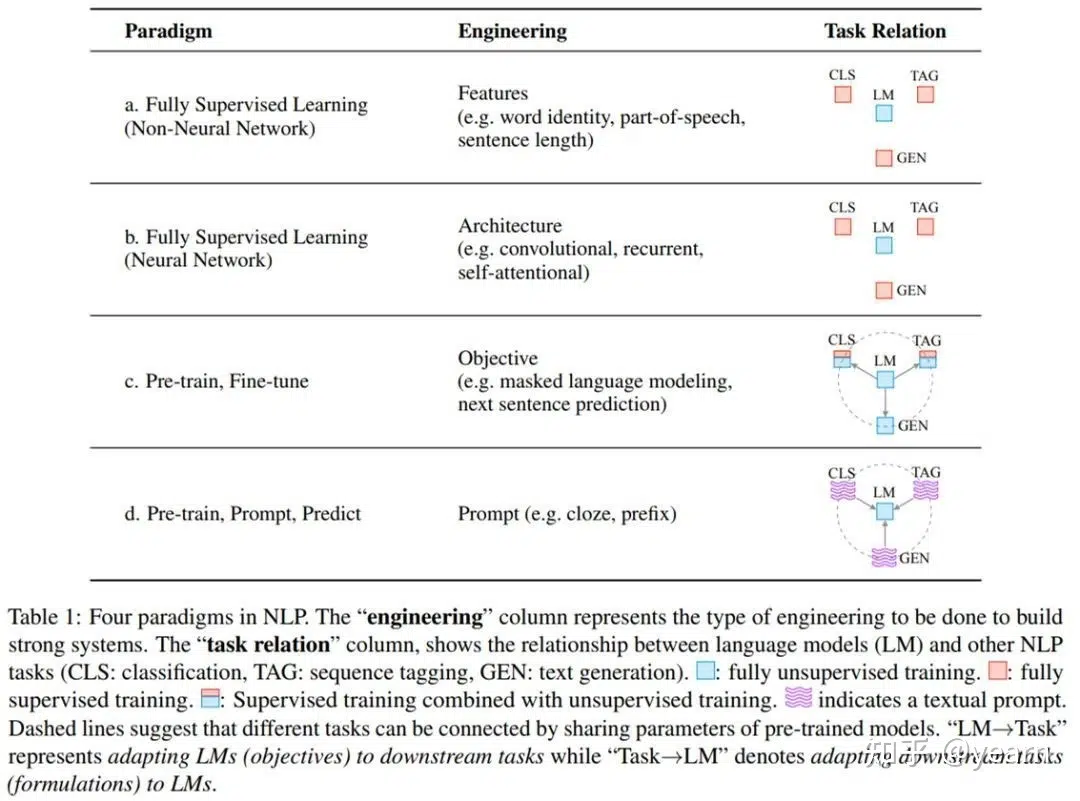 Paradigm Engineering Task Relation
a. Fully Supervised Learning
(Non-Neural Network)
Features
(e.g. word identity, part-of-speech,
sentence length)
CLS TAG
LM
GEN
b. Fully Supervised Learning
(Neural Network)
Architecture
(e.g. convolutional, recurrent,
self-attentional)
CLS TAG
LM
GEN
c. Pre-train, Fine-tune
Objective
(e.g. masked language modeling,
next sentence prediction)
CLS TAG
LM
GEN
d. Pre-train, Prompt, Predict
Prompt (e.g. cloze, prefix)
CLS TAG
LM
GEN
Table 1: Four paradigms in NLP. The “engineering” column represents the type of engineering to be done to build
strong systems. The “task relation” column, shows the relationship between language models (LM) and other NLP
tasks (CLS: classification, TAG: sequence tagging, GEN: text generation). : fully unsupervised training. : fully
supervised training. : Supervised training combined with unsupervised training. indicates a textual prompt.
Dashed lines suggest that different tasks can be connected by sharing parameters of pre-trained models. “LM→Task”
represents adapting LMs (objectives) to downstream tasks while “Task→LM” denotes adapting downstream tasks
(formulations) to LMs.
知乎 @yearn